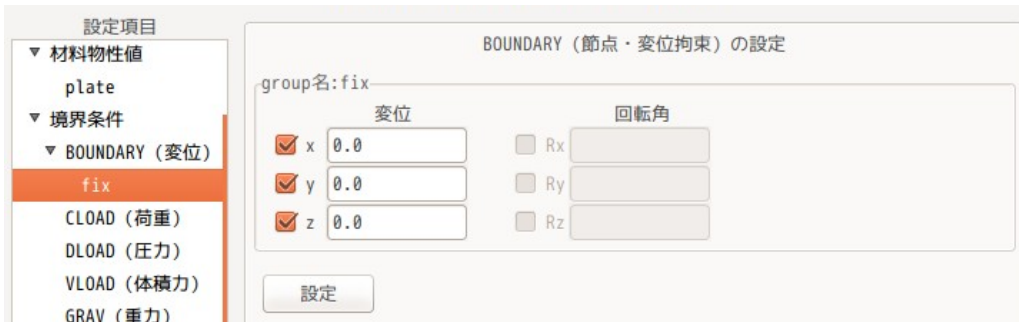 設定項目
▼ 材料物性値
plate
▼ 境界条件
▼ BOUNDARY (変位)
fix
CLOAD (荷重)
DLOAD (圧力)
VLOAD (体積力)
GRAV (重力)
BOUNDARY (節点・変位拘束) の設定
group名:fix
変位 回転角
x 0.0 Rx
y 0.0 Ry
z 0.0 Rz
設定